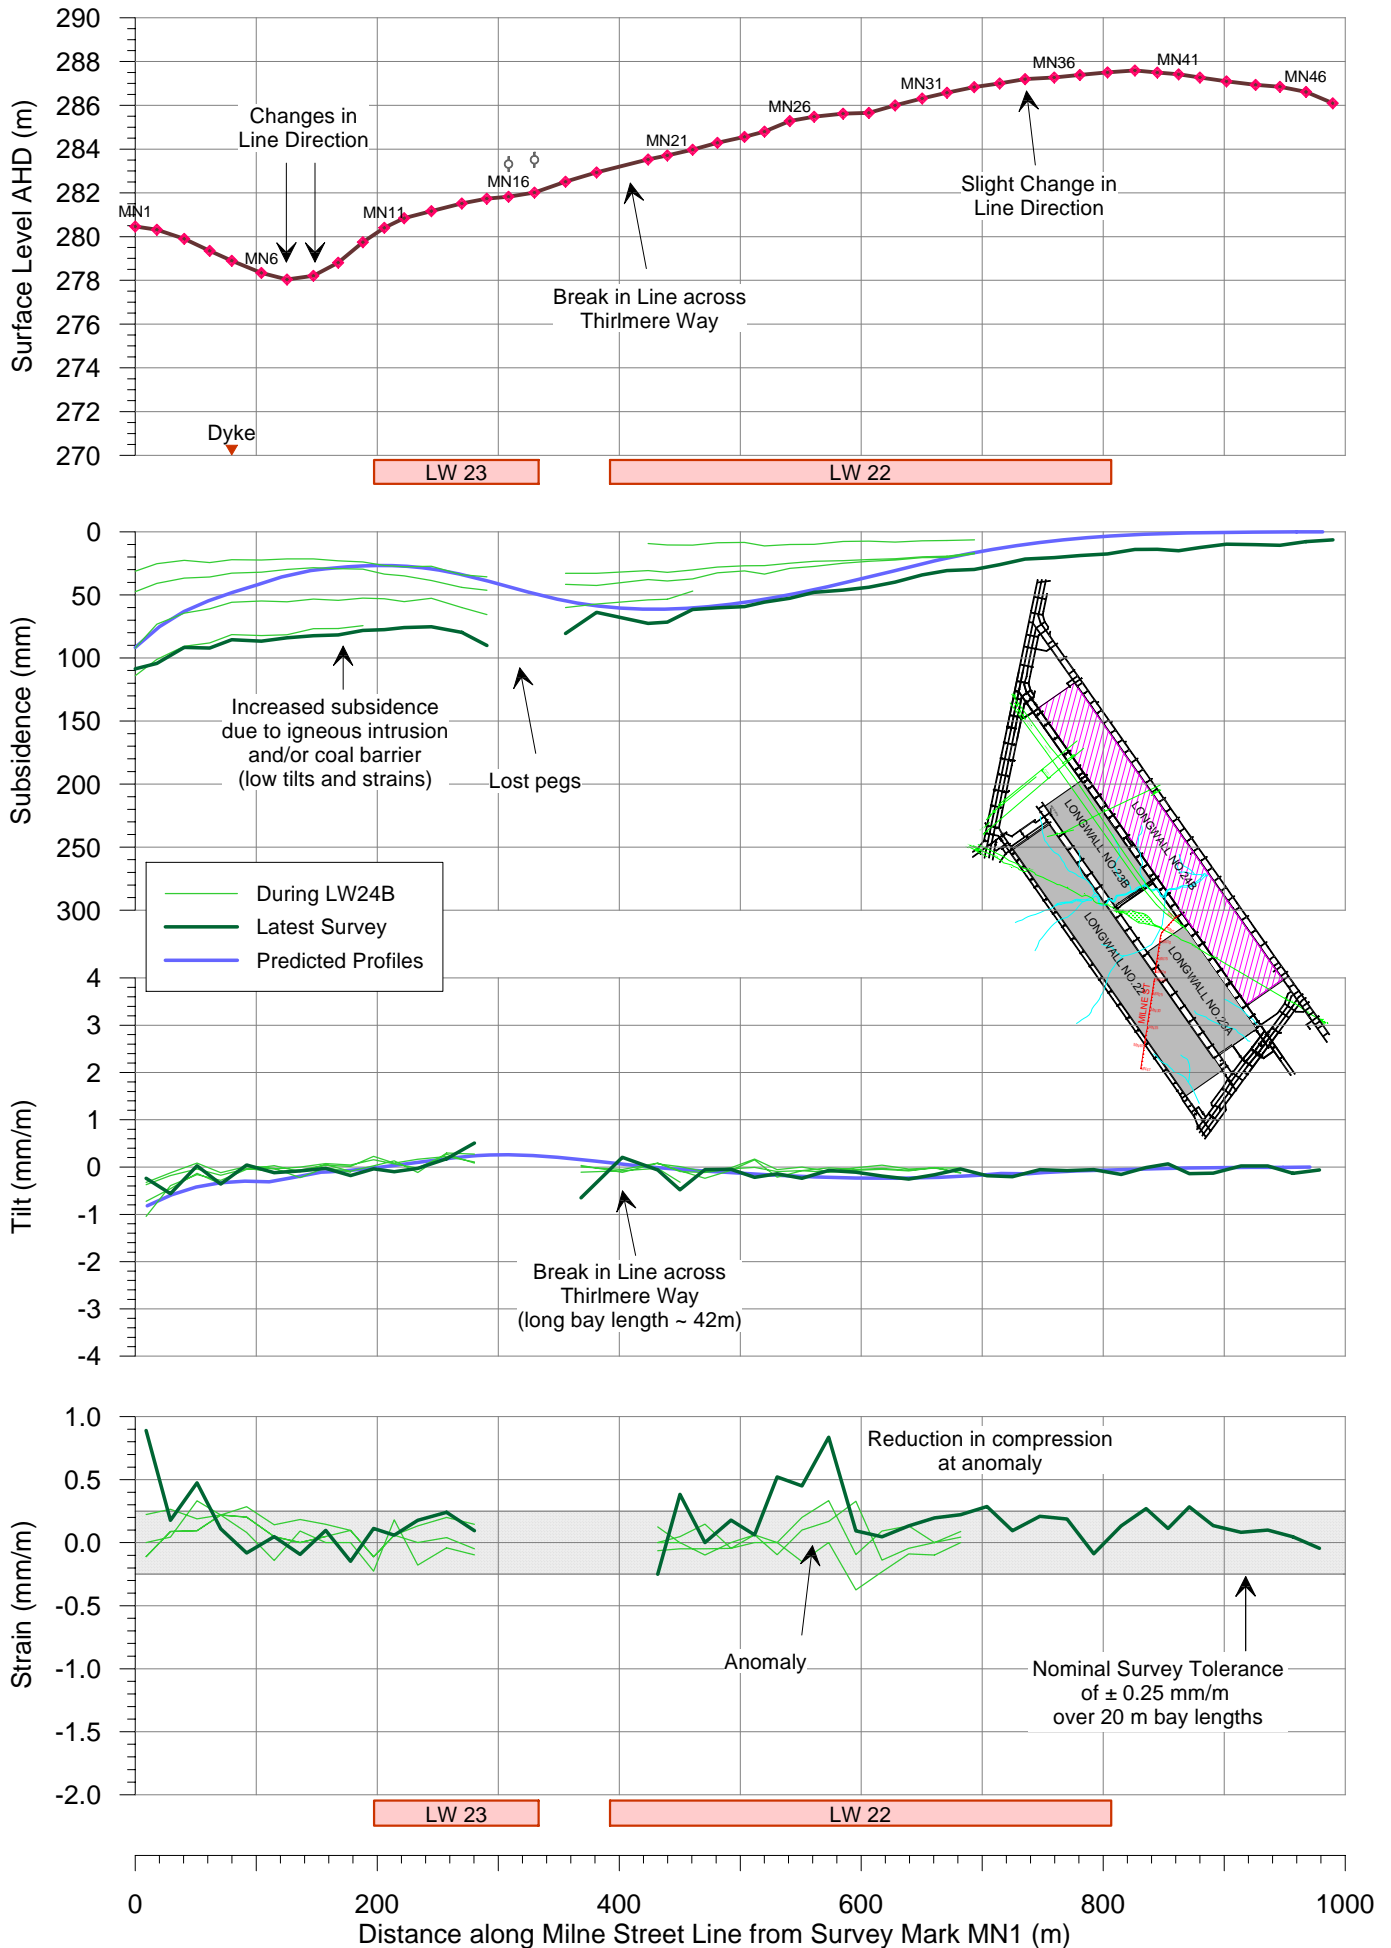 290
288
286
284
282
280
278
276
274
272
270
Surface Level AHD (m)
MN1
MN6
MN11
MN16
MN21
MN26
MN31
MN36
MN41
MN46
Changes in
Line Direction
Break in Line across
Thirlmere Way
Slight Change in
Line Direction
Dyke
LW 23
LW 22
0
50
100
150
200
250
300
Subsidence (mm)
Increased subsidence
due to igneous intrusion
and/or coal barrier
(low tilts and strains)
Lost pegs
During LW24B
Latest Survey
Predicted Profiles
LONGWALL NO.24B
LONGWALL NO.23B
LONGWALL NO.22
LONGWALL NO.23A
MILNE ST
4
3
2
1
0
-1
-2
-3
-4
Tilt (mm/m)
Break in Line across
Thirlmere Way
(long bay length ~ 42m)
1.0
0.5
0.0
-0.5
-1.0
-1.5
-2.0
Strain (mm/m)
Reduction in compression
at anomaly
Anomaly
Nominal Survey Tolerance
of ± 0.25 mm/m
over 20 m bay lengths
LW 23
LW 22
0
200
400
600
800
1000
Distance along Milne Street Line from Survey Mark MN1 (m)